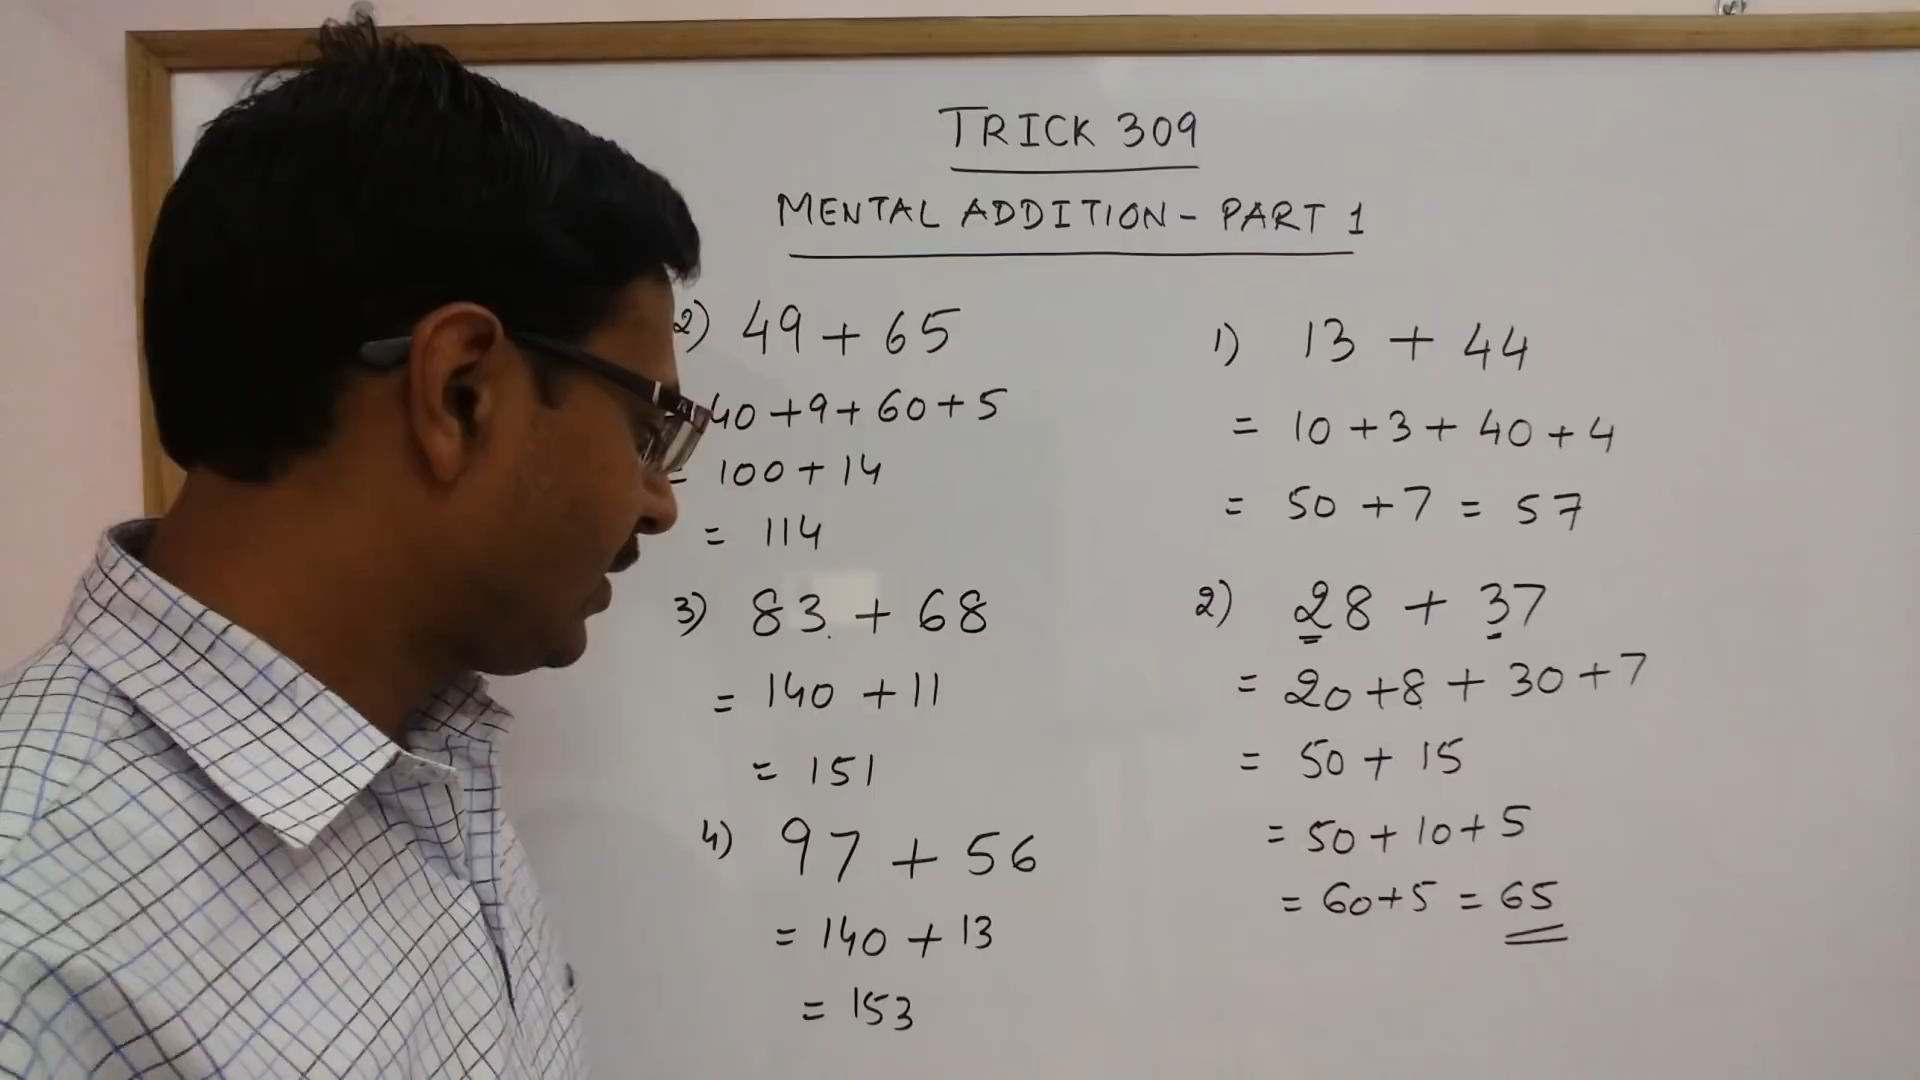 TRICK 309
MENTAL ADDITION - PART 1
2) 49 + 65
40 + 9 + 60 + 5
= 100 + 14
= 114
3) 83 + 68
= 140 + 11
= 151
4) 97 + 56
= 140 + 13
= 153
1) 13 + 44
= 10 + 3 + 40 + 4
= 50 + 7 = 57
2) 28 + 37
= 20 + 8 + 30 + 7
= 50 + 15
= 50 + 10 + 5
= 60 + 5 = 65